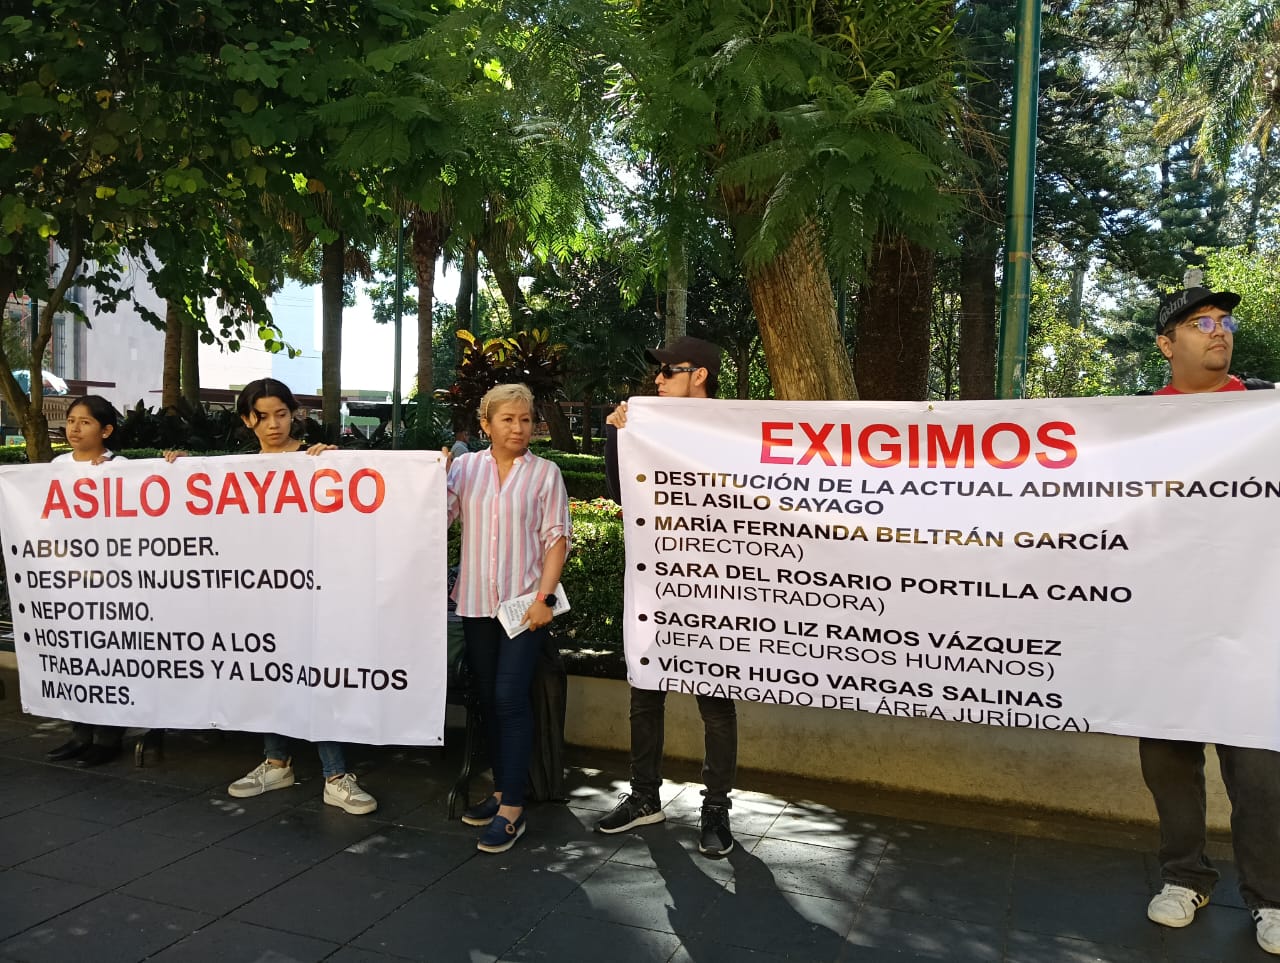 ASILO SAYAGO
• ABUSO DE PODER.
• DESPIDOS INJUSTIFICADOS.
• NEPOTISMO.
• HOSTIGAMIENTO A LOS
TRABAJADORES Y A LOS ADULTOS
MAYORES.
EXIGIMOS
• DESTITUCIÓN DE LA ACTUAL ADMINISTRACIÓN
DEL ASILO SAYAGO
• MARÍA FERNANDA BELTRÁN GARCÍA
(DIRECTORA)
• SARA DEL ROSARIO PORTILLA CANO
(ADMINISTRADORA)
• SAGRARIO LIZ RAMOS VÁZQUEZ
(JEFA DE RECURSOS HUMANOS)
• VÍCTOR HUGO VARGAS SALINAS
(ENCARGADO DEL ÁREA JURÍDICA)